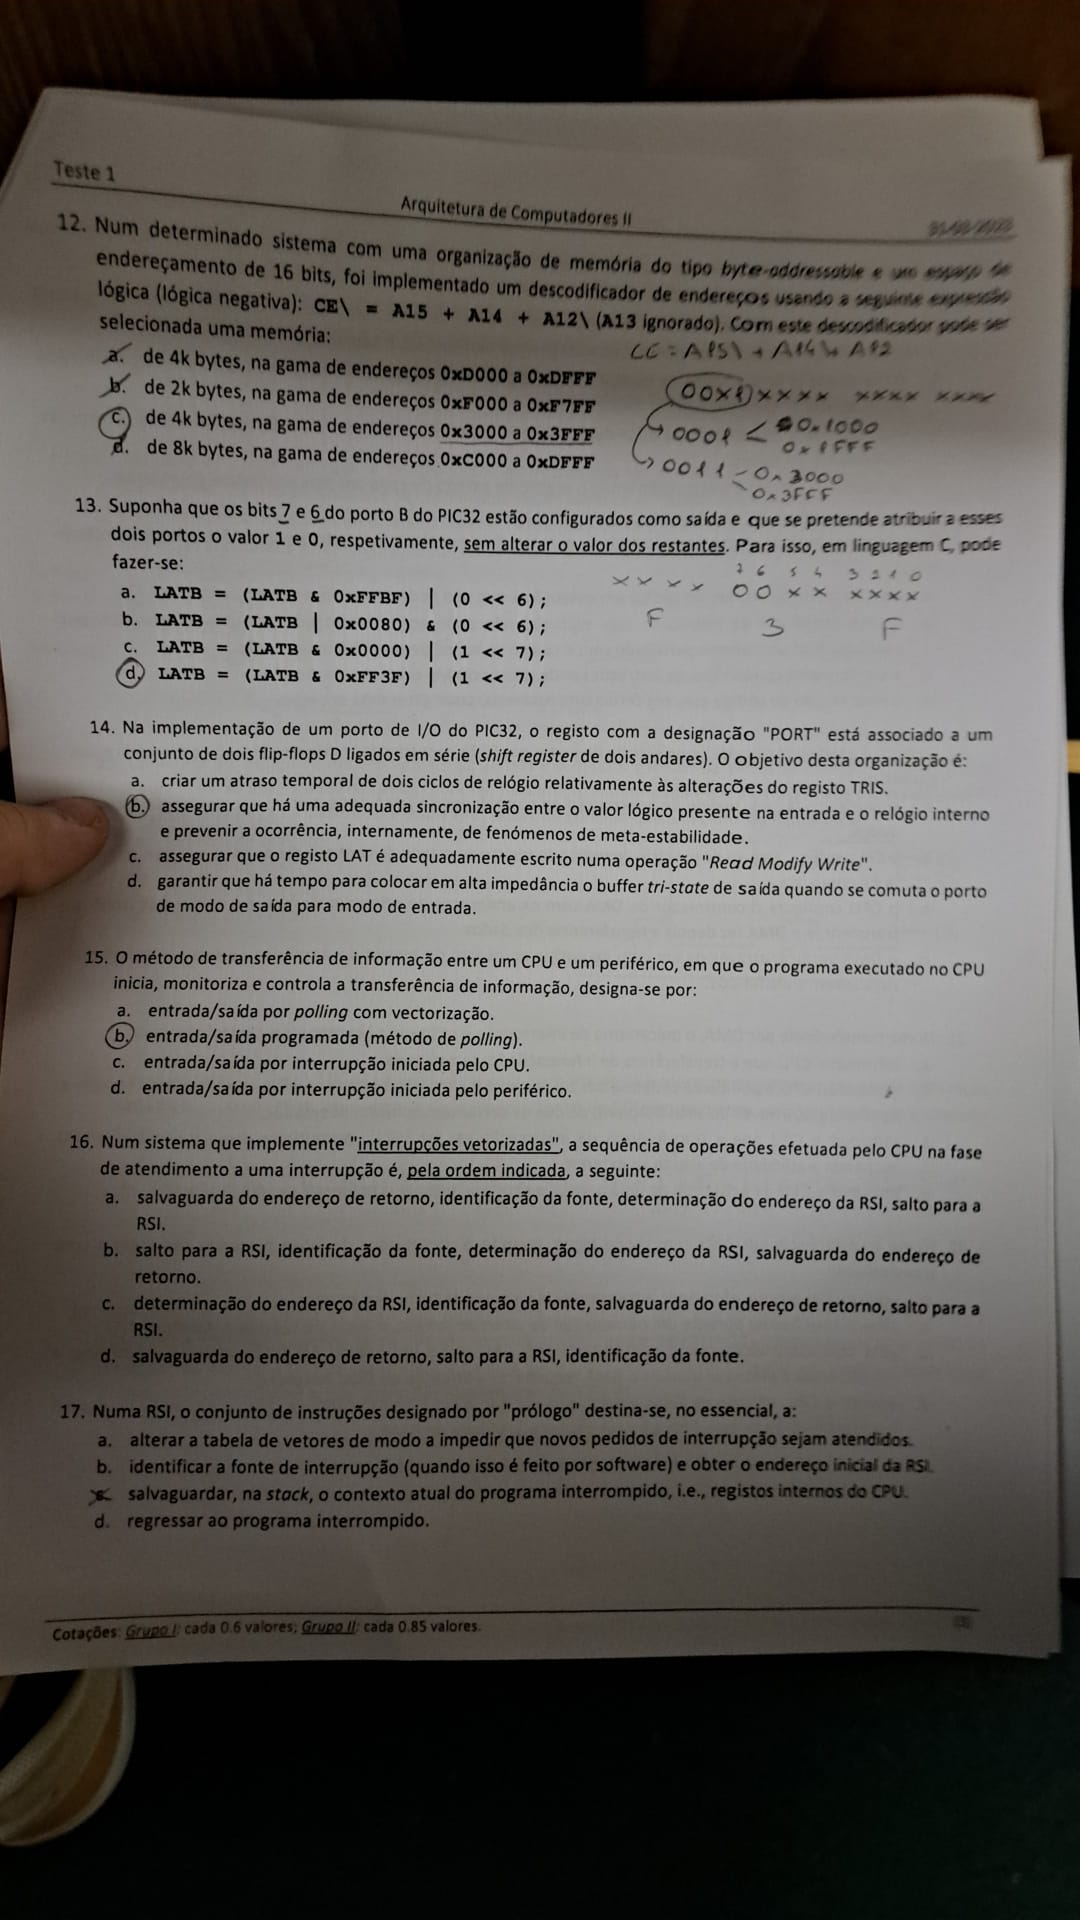 Teste 1
Arquitetura de Computadores II
12. Num determinado sistema com uma organização de memória do tipo byte-addressable e um espaço de
endereçamento de 16 bits, foi implementado um descodificador de endereços usando a seguinte expressão
lógica (lógica negativa): CE\ = A15 + A14 + A12\ (A13 ignorado). Com este descodificador pode ser
selecionada uma memória:
a. de 4k bytes, na gama de endereços 0xD000 a 0xDFFF
b. de 2k bytes, na gama de endereços 0xF000 a 0xF7FF
c. de 4k bytes, na gama de endereços 0x3000 a 0x3FFF
d. de 8k bytes, na gama de endereços 0xC000 a 0xDFFF
00x1 xxxx xxxx xxxx
0001 < 0x1000
0x1FFF
0011 - 0x3000
0x3FFF
13. Suponha que os bits 7 e 6 do porto B do PIC32 estão configurados como saída e que se pretende atribuir a esses
dois portos o valor 1 e 0, respetivamente, sem alterar o valor dos restantes. Para isso, em linguagem C, pode
fazer-se:
7 6 5 4 3 2 1 0
x x x x 0 0 x x x x x x
F 3 F
a. LATB = (LATB & 0xFFBF) | (0 << 6);
b. LATB = (LATB | 0x0080) & (0 << 6);
c. LATB = (LATB & 0x0000) | (1 << 7);
d. LATB = (LATB & 0xFF3F) | (1 << 7);
14. Na implementação de um porto de I/O do PIC32, o registo com a designação "PORT" está associado a um
conjunto de dois flip-flops D ligados em série (shift register de dois andares). O objetivo desta organização é:
a. criar um atraso temporal de dois ciclos de relógio relativamente às alterações do registo TRIS.
b. assegurar que há uma adequada sincronização entre o valor lógico presente na entrada e o relógio interno
e prevenir a ocorrência, internamente, de fenómenos de meta-estabilidade.
c. assegurar que o registo LAT é adequadamente escrito numa operação "Read Modify Write".
d. garantir que há tempo para colocar em alta impedância o buffer tri-state de saída quando se comuta o porto
de modo de saída para modo de entrada.
15. O método de transferência de informação entre um CPU e um periférico, em que o programa executado no CPU
inicia, monitoriza e controla a transferência de informação, designa-se por:
a. entrada/saída por polling com vectorização.
b. entrada/saída programada (método de polling).
c. entrada/saída por interrupção iniciada pelo CPU.
d. entrada/saída por interrupção iniciada pelo periférico.
16. Num sistema que implemente "interrupções vetorizadas", a sequência de operações efetuada pelo CPU na fase
de atendimento a uma interrupção é, pela ordem indicada, a seguinte:
a. salvaguarda do endereço de retorno, identificação da fonte, determinação do endereço da RSI, salto para a
RSI.
b. salto para a RSI, identificação da fonte, determinação do endereço da RSI, salvaguarda do endereço de
retorno.
c. determinação do endereço da RSI, identificação da fonte, salvaguarda do endereço de retorno, salto para a
RSI.
d. salvaguarda do endereço de retorno, salto para a RSI, identificação da fonte.
17. Numa RSI, o conjunto de instruções designado por "prólogo" destina-se, no essencial, a:
a. alterar a tabela de vetores de modo a impedir que novos pedidos de interrupção sejam atendidos.
b. identificar a fonte de interrupção (quando isso é feito por software) e obter o endereço inicial da RSI.
c. salvaguardar, na stack, o contexto atual do programa interrompido, i.e., registos internos do CPU.
d. regressar ao programa interrompido.
Cotações: Grupo I: cada 0.6 valores; Grupo II: cada 0.85 valores.